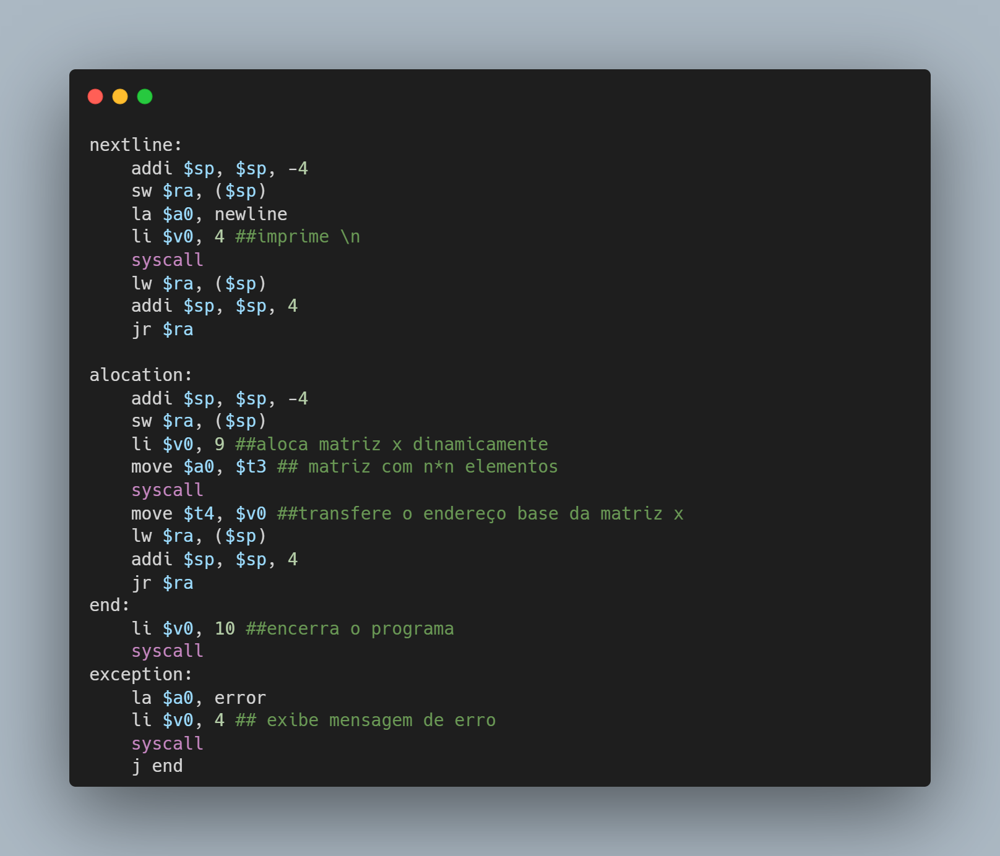 nextline:
    addi $sp, $sp, -4
    sw $ra, ($sp)
    la $a0, newline
    li $v0, 4 ##imprime \n
    syscall
    lw $ra, ($sp)
    addi $sp, $sp, 4
    jr $ra

alocation:
    addi $sp, $sp, -4
    sw $ra, ($sp)
    li $v0, 9 ##aloca matriz x dinamicamente
    move $a0, $t3 ## matriz com n*n elementos
    syscall
    move $t4, $v0 ##transfere o endereço base da matriz x
    lw $ra, ($sp)
    addi $sp, $sp, 4
    jr $ra
end:
    li $v0, 10 ##encerra o programa
    syscall
exception:
    la $a0, error
    li $v0, 4 ## exibe mensagem de erro
    syscall
    j end